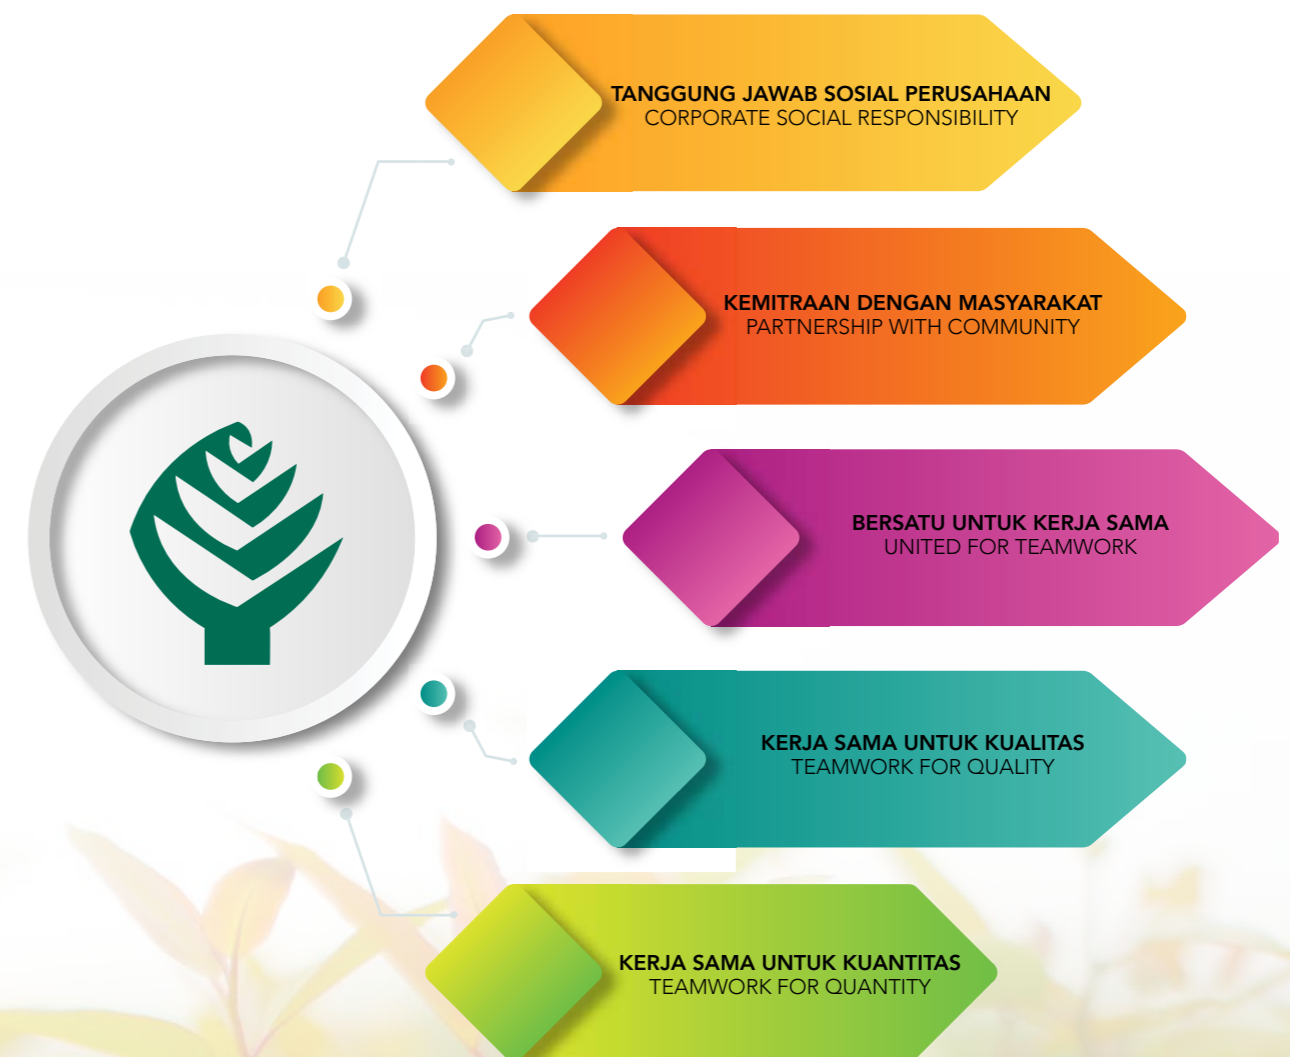 TANGGUNG JAWAB SOSIAL PERUSAHAAN
CORPORATE SOCIAL RESPONSIBILITY
KEMITRAAN DENGAN MASYARAKAT
PARTNERSHIP WITH COMMUNITY
BERSATU UNTUK KERJA SAMA
UNITED FOR TEAMWORK
KERJA SAMA UNTUK KUALITAS
TEAMWORK FOR QUALITY
KERJA SAMA UNTUK KUANTITAS
TEAMWORK FOR QUANTITY